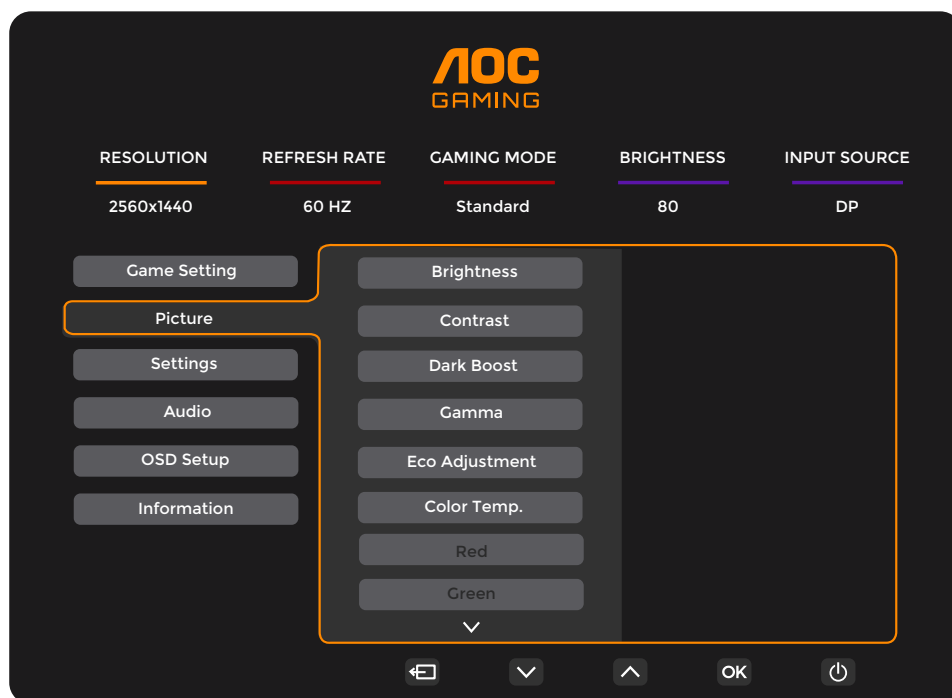 AOC
GAMING
RESOLUTION REFRESH RATE GAMING MODE BRIGHTNESS INPUT SOURCE
2560x1440 60 HZ Standard 80 DP
Game Setting
Picture
Settings
Audio
OSD Setup
Information
Brightness
Contrast
Dark Boost
Gamma
Eco Adjustment
Color Temp.
Red
Green
OK